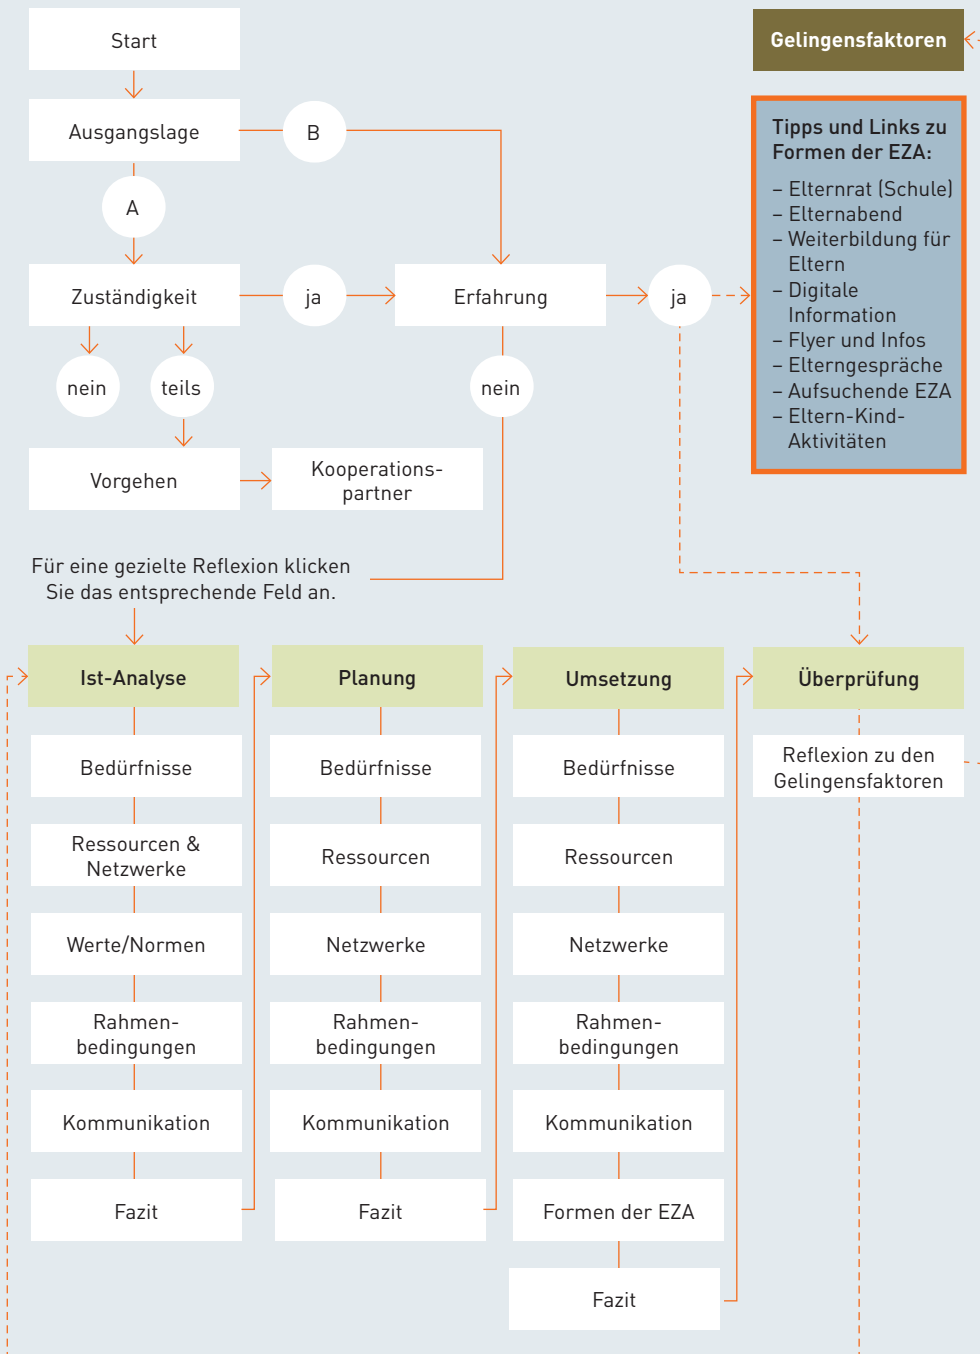 Start
Gelingensfaktoren
Ausgangslage
B
A
Tipps und Links zu
Formen der EZA:
– Elternrat (Schule)
– Elternabend
– Weiterbildung für
Eltern
– Digitale
Information
– Flyer und Infos
– Elterngespräche
– Aufsuchende EZA
– Eltern-Kind-
Aktivitäten
Zuständigkeit
ja
Erfahrung
ja
nein
teils
nein
Vorgehen
Kooperations-
partner
Für eine gezielte Reflexion klicken
Sie das entsprechende Feld an.
Ist-Analyse
Bedürfnisse
Ressourcen &
Netzwerke
Werte/Normen
Rahmen-
bedingungen
Kommunikation
Fazit
Planung
Bedürfnisse
Ressourcen
Netzwerke
Rahmen-
bedingungen
Kommunikation
Fazit
Umsetzung
Bedürfnisse
Ressourcen
Netzwerke
Rahmen-
bedingungen
Kommunikation
Formen der EZA
Fazit
Überprüfung
Reflexion zu den
Gelingensfaktoren